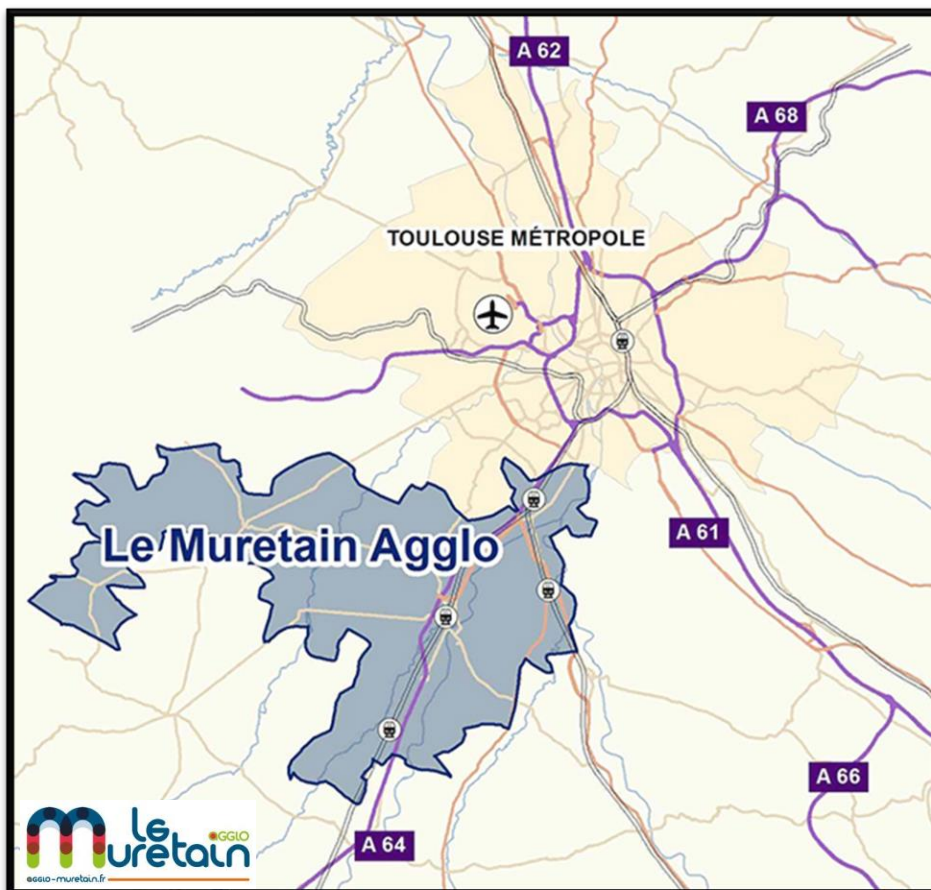 A 62
A 68
TOULOUSE MÉTROPOLE
Le Muretain Agglo
A 61
A 66
A 64
le
AGGLO
muretain
agglo-muretain.fr